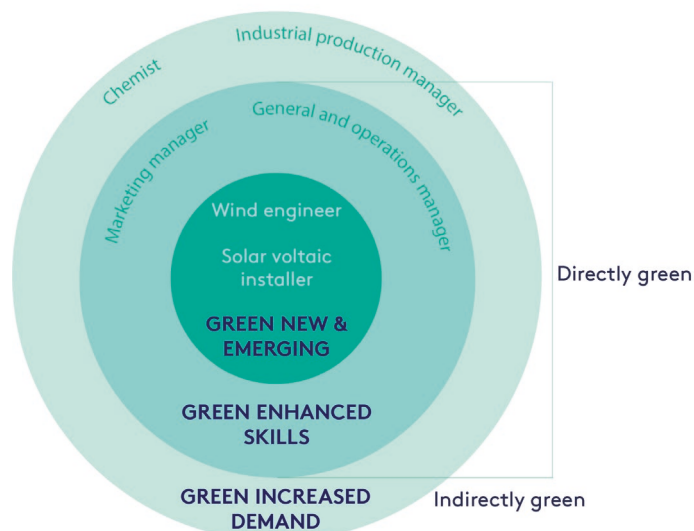 Chemist
Industrial production manager
Marketing manager
General and operations manager
Wind engineer
Solar voltaic
installer
GREEN NEW &
EMERGING
Directly green
GREEN ENHANCED
SKILLS
GREEN INCREASED
DEMAND
Indirectly green